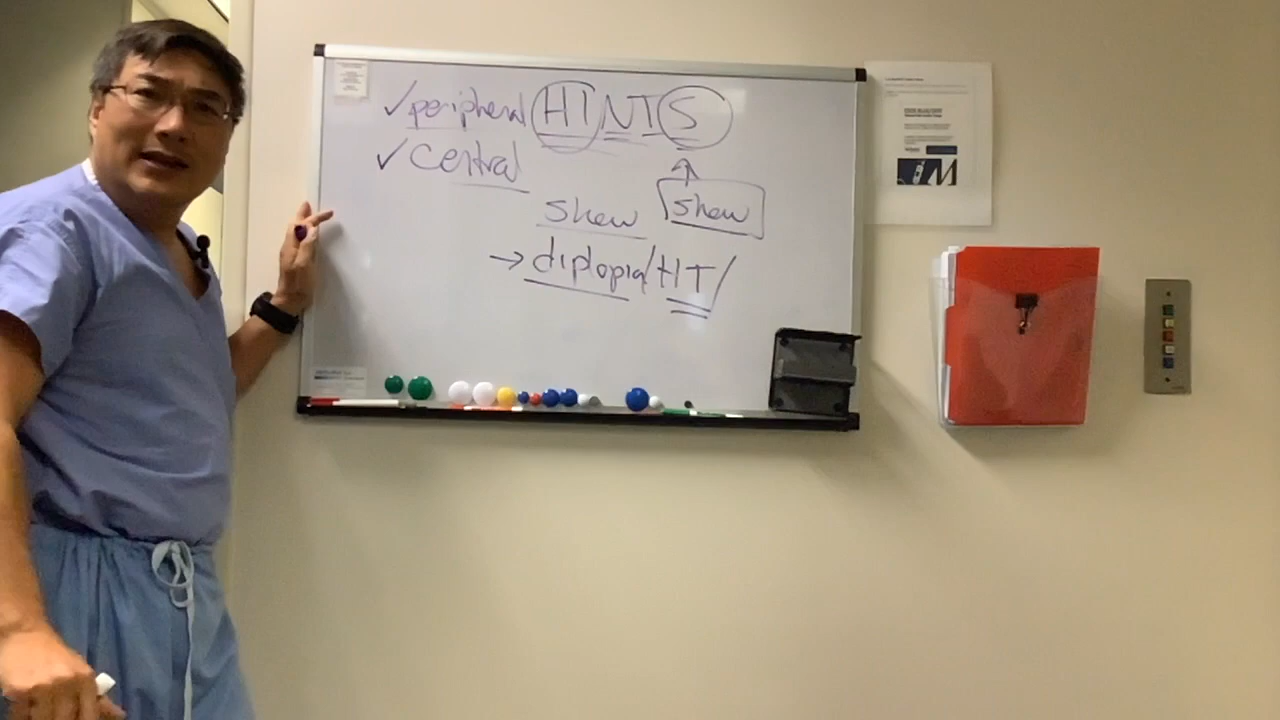 ✓ peripheral HINTS
✓ Central
skew
skew
→ diplopia/HT/